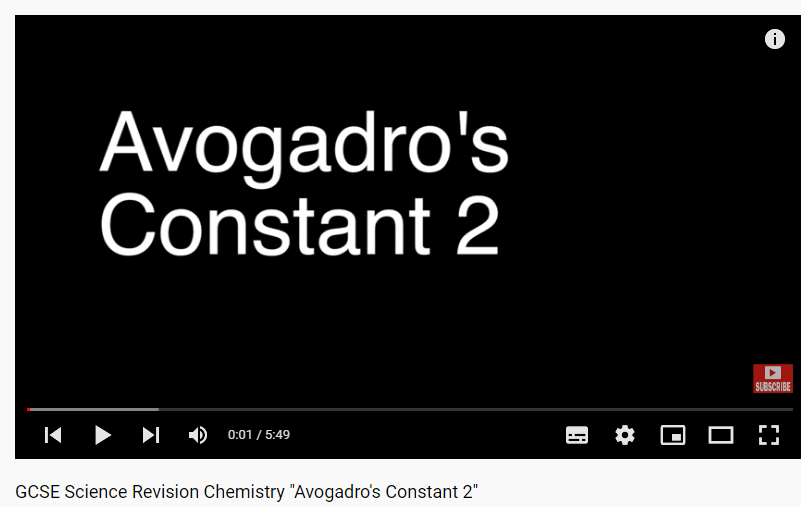 Avogadro's
Constant 2
SUBSCRIBE
0:01 / 5:49
GCSE Science Revision Chemistry "Avogadro's Constant 2"